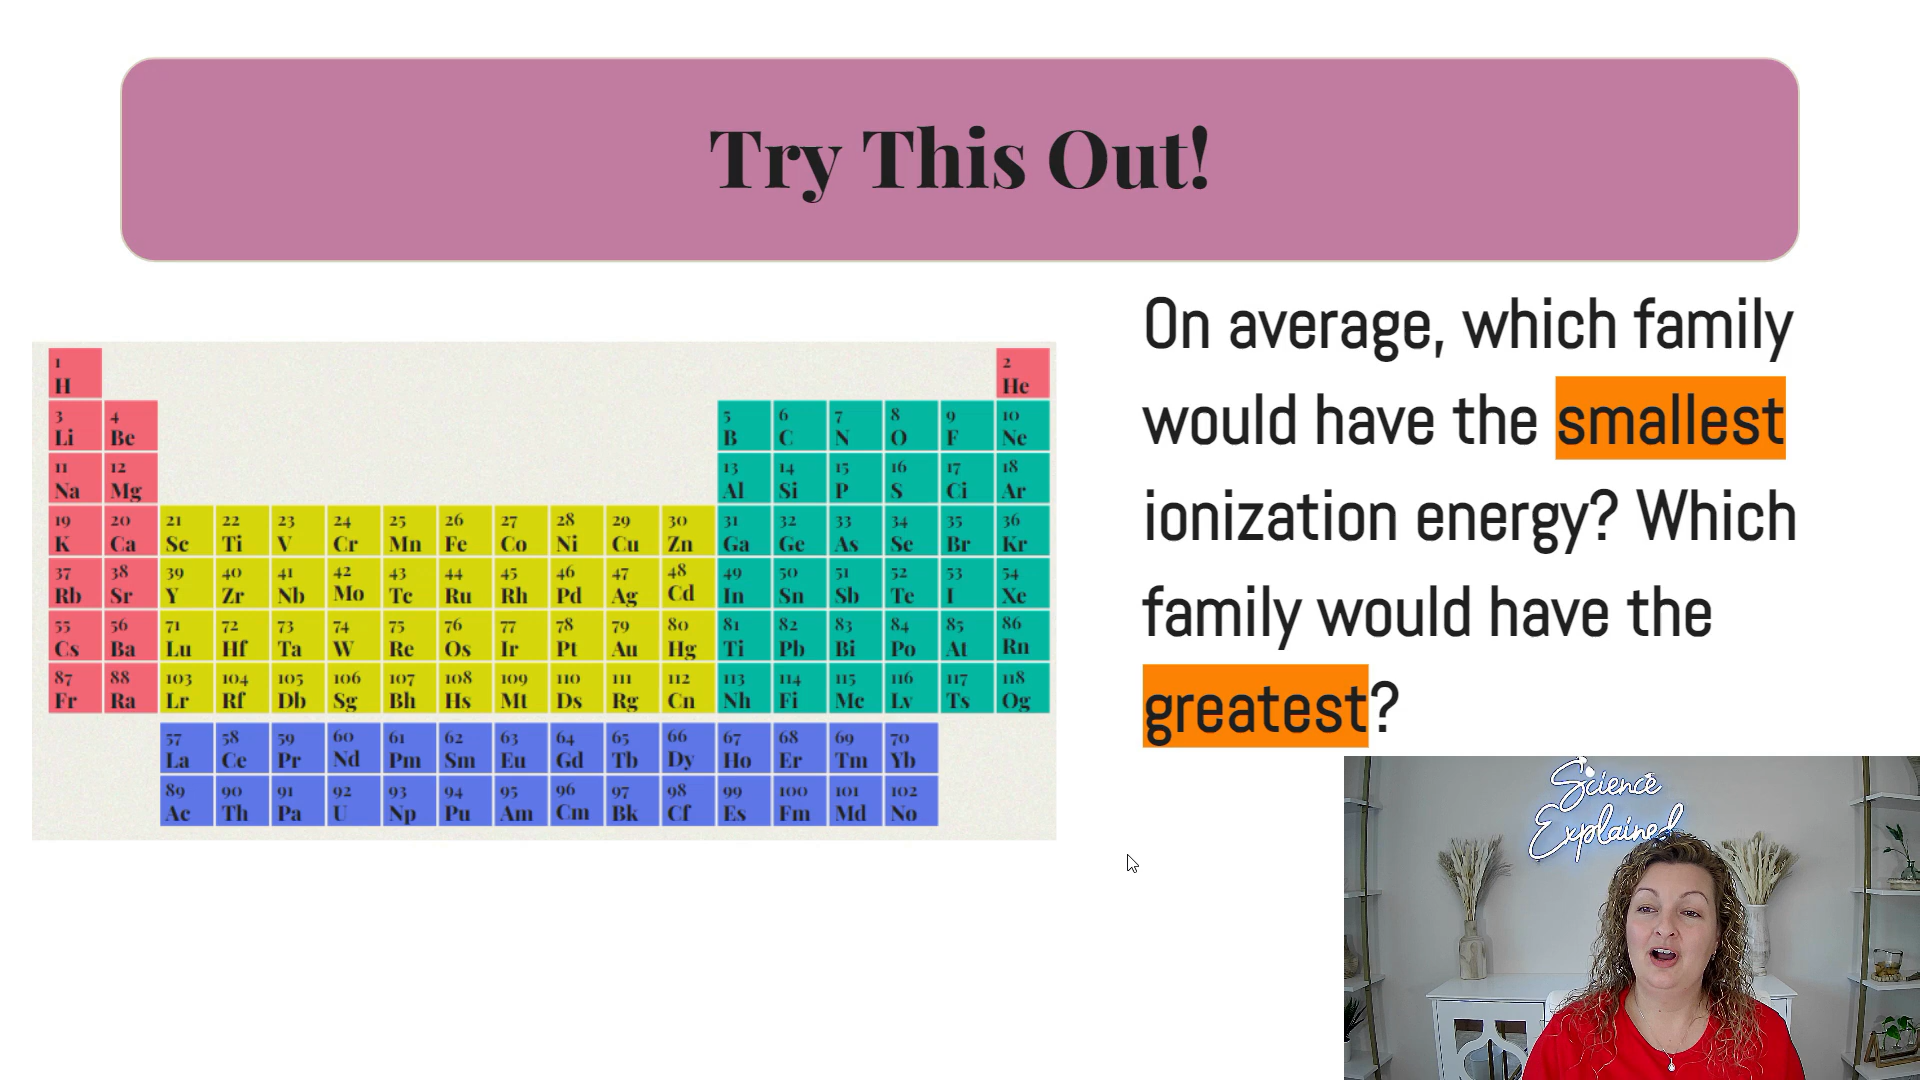 Try This Out!
On average, which family
would have the smallest
ionization energy? Which
family would have the
greatest?
1 2
H He
3 4 5 6 7 8 9 10
Li Be B C N O F Ne
11 12 13 14 15 16 17 18
Na Mg Al Si P S Ci Ar
19 20 21 22 23 24 25 26 27 28 29 30 31 32 33 34 35 36
K Ca Sc Ti V Cr Mn Fe Co Ni Cu Zn Ga Ge As Se Br Kr
37 38 39 40 41 42 43 44 45 46 47 48 49 50 51 52 53 54
Rb Sr Y Zr Nb Mo Tc Ru Rh Pd Ag Cd In Sn Sb Te I Xe
55 56 71 72 73 74 75 76 77 78 79 80 81 82 83 84 85 86
Cs Ba Lu Hf Ta W Re Os Ir Pt Au Hg Ti Pb Bi Po At Rn
87 88 103 104 105 106 107 108 109 110 111 112 113 114 115 116 117 118
Fr Ra Lr Rf Db Sg Bh Hs Mt Ds Rg Cn Nh Fi Mc Lv Ts Og
57 58 59 60 61 62 63 64 65 66 67 68 69 70
La Ce Pr Nd Pm Sm Eu Gd Tb Dy Ho Er Tm Yb
89 90 91 92 93 94 95 96 97 98 99 100 101 102
Ac Th Pa U Np Pu Am Cm Bk Cf Es Fm Md No
Science
Explained